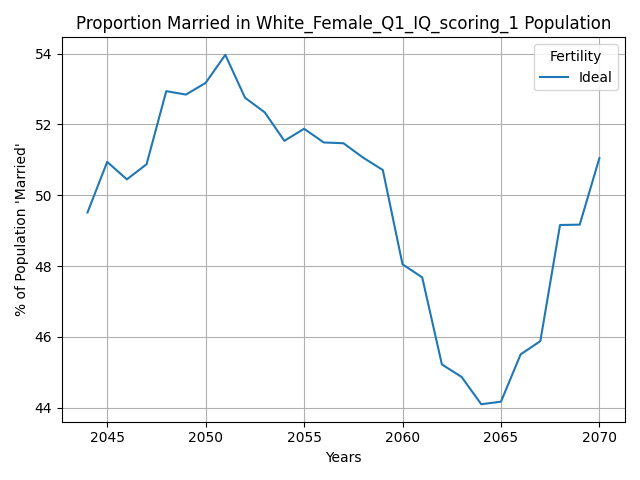 Proportion Married in White_Female_Q1_IQ_scoring_1 Population
Fertility
Ideal
% of Population 'Married'
54
52
50
48
46
44
2045 2050 2055 2060 2065 2070
Years